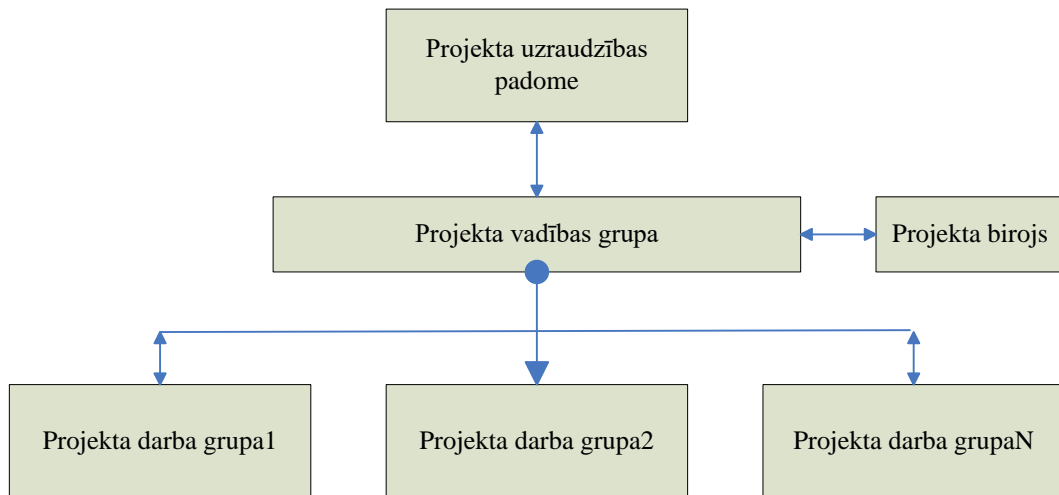 Projekta uzraudzības
padome
Projekta vadības grupa
Projekta birojs
Projekta darba grupa1
Projekta darba grupa2
Projekta darba grupaN